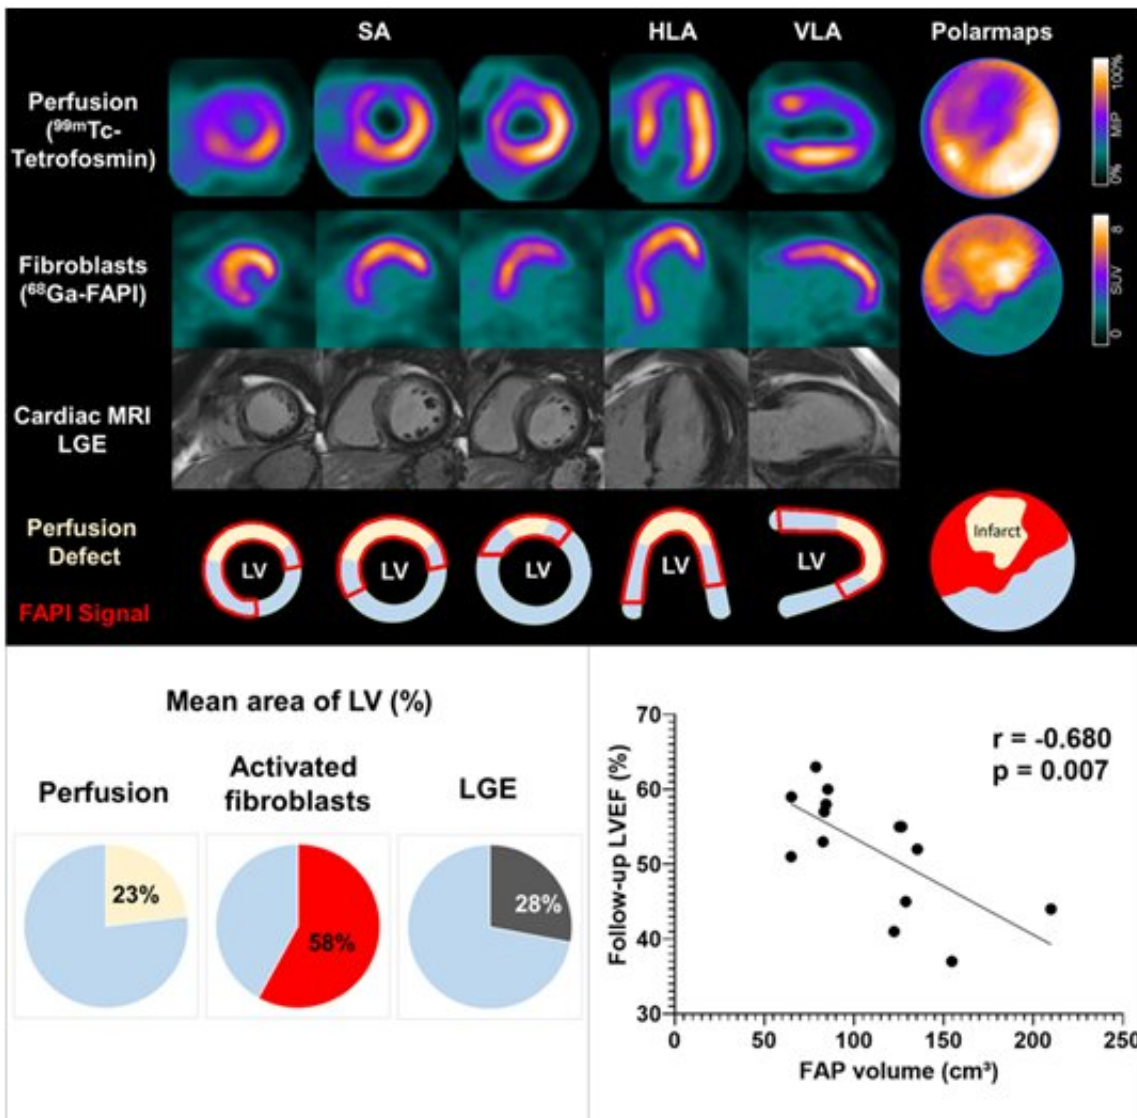 SA HLA VLA Polarmaps
Perfusion
(⁹⁹ᵐTc-
Tetrofosmin)
100%
MIP
0%
Fibroblasts
(⁶⁸Ga-FAPI)
8
SUV
0
Cardiac MRI
LGE
Perfusion
Defect
FAPI Signal
LV LV LV LV LV Infarct
Mean area of LV (%)
Perfusion
Activated
fibroblasts
LGE
23%
58%
28%
r = -0.680
p = 0.007
Follow-up LVEF (%)
70
60
50
40
30
0 50 100 150 200 250
FAP volume (cm³)